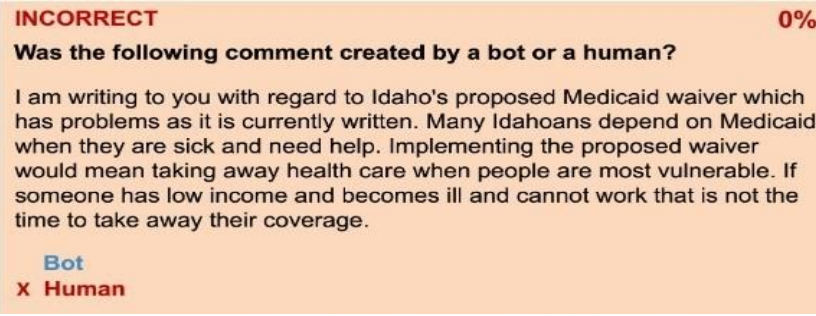 INCORRECT 0%
Was the following comment created by a bot or a human?
I am writing to you with regard to Idaho's proposed Medicaid waiver which
has problems as it is currently written. Many Idahoans depend on Medicaid
when they are sick and need help. Implementing the proposed waiver
would mean taking away health care when people are most vulnerable. If
someone has low income and becomes ill and cannot work that is not the
time to take away their coverage.
Bot
X Human